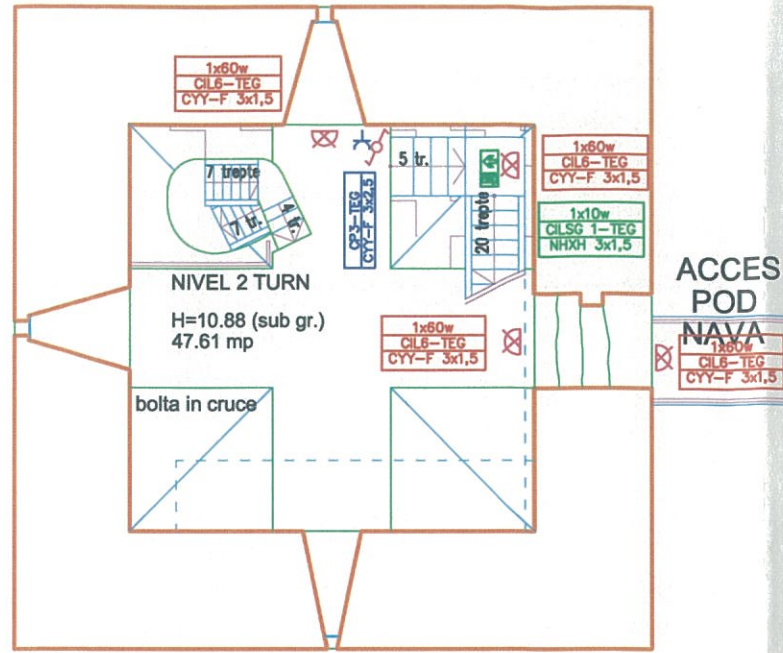 1x60w
CIL6-TEG
CYY-F 3x1,5
7 trepte
7 tr.
4 tr.
CP3-TEG
CYY-F 3x2,5
5 tr.
20 trepte
1x60w
CIL6-TEG
CYY-F 3x1,5
1x10w
CILSG 1-TEG
NHXH 3x1,5
NIVEL 2 TURN
H=10.88 (sub gr.)
47.61 mp
1x60w
CIL6-TEG
CYY-F 3x1,5
ACCES
POD
NAVA
1x60w
CIL6-TEG
CYY-F 3x1,5
bolta in cruce